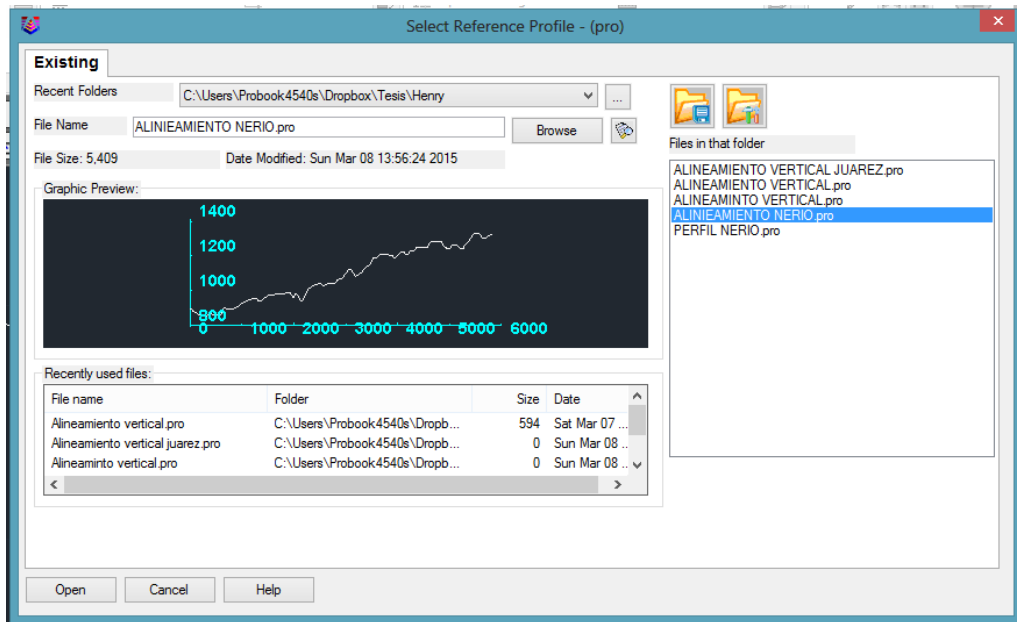 Select Reference Profile - (pro)
Existing
Recent Folders
C:\Users\Probook4540s\Dropbox\Tesis\Henry
...
File Name
ALINIEAMIENTO NERIO.pro
Browse
File Size: 5,409
Date Modified: Sun Mar 08 13:56:24 2015
Graphic Preview:
1400
1200
1000
800
0 1000 2000 3000 4000 5000 6000
Recently used files:
File name Folder Size Date
Alineamiento vertical.pro C:\Users\Probook4540s\Dropb... 594 Sat Mar 07 ...
Alineamiento vertical juarez.pro C:\Users\Probook4540s\Dropb... 0 Sun Mar 08 ...
Alineaminto vertical.pro C:\Users\Probook4540s\Dropb... 0 Sun Mar 08 ...
Files in that folder
ALINEAMIENTO VERTICAL JUAREZ.pro
ALINEAMIENTO VERTICAL.pro
ALINEAMINTO VERTICAL.pro
ALINIEAMIENTO NERIO.pro
PERFIL NERIO.pro
Open
Cancel
Help